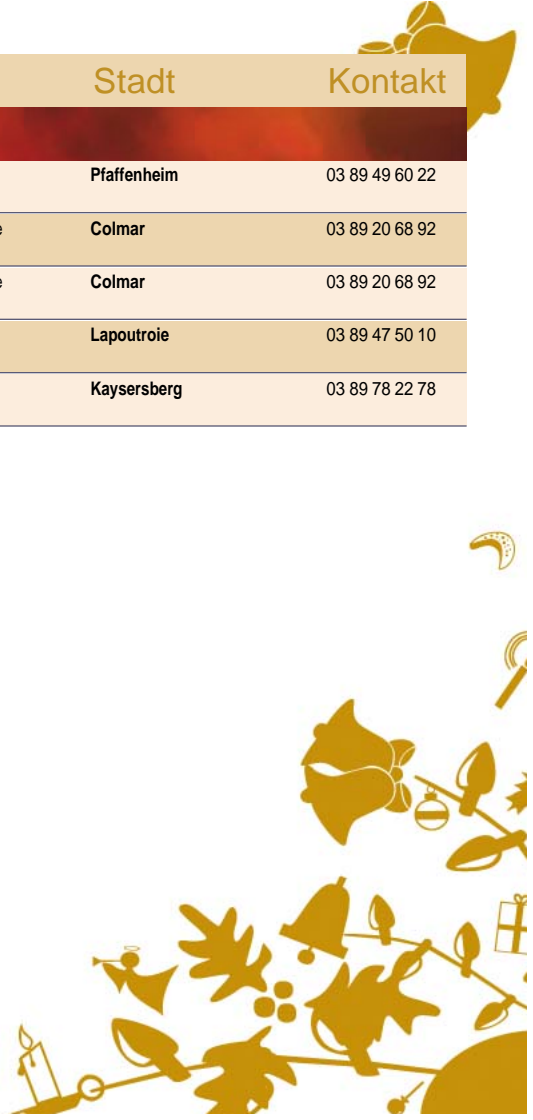 Stadt Kontakt
Pfaffenheim 03 89 49 60 22
e Colmar 03 89 20 68 92
e Colmar 03 89 20 68 92
Lapoutroie 03 89 47 50 10
Kaysersberg 03 89 78 22 78